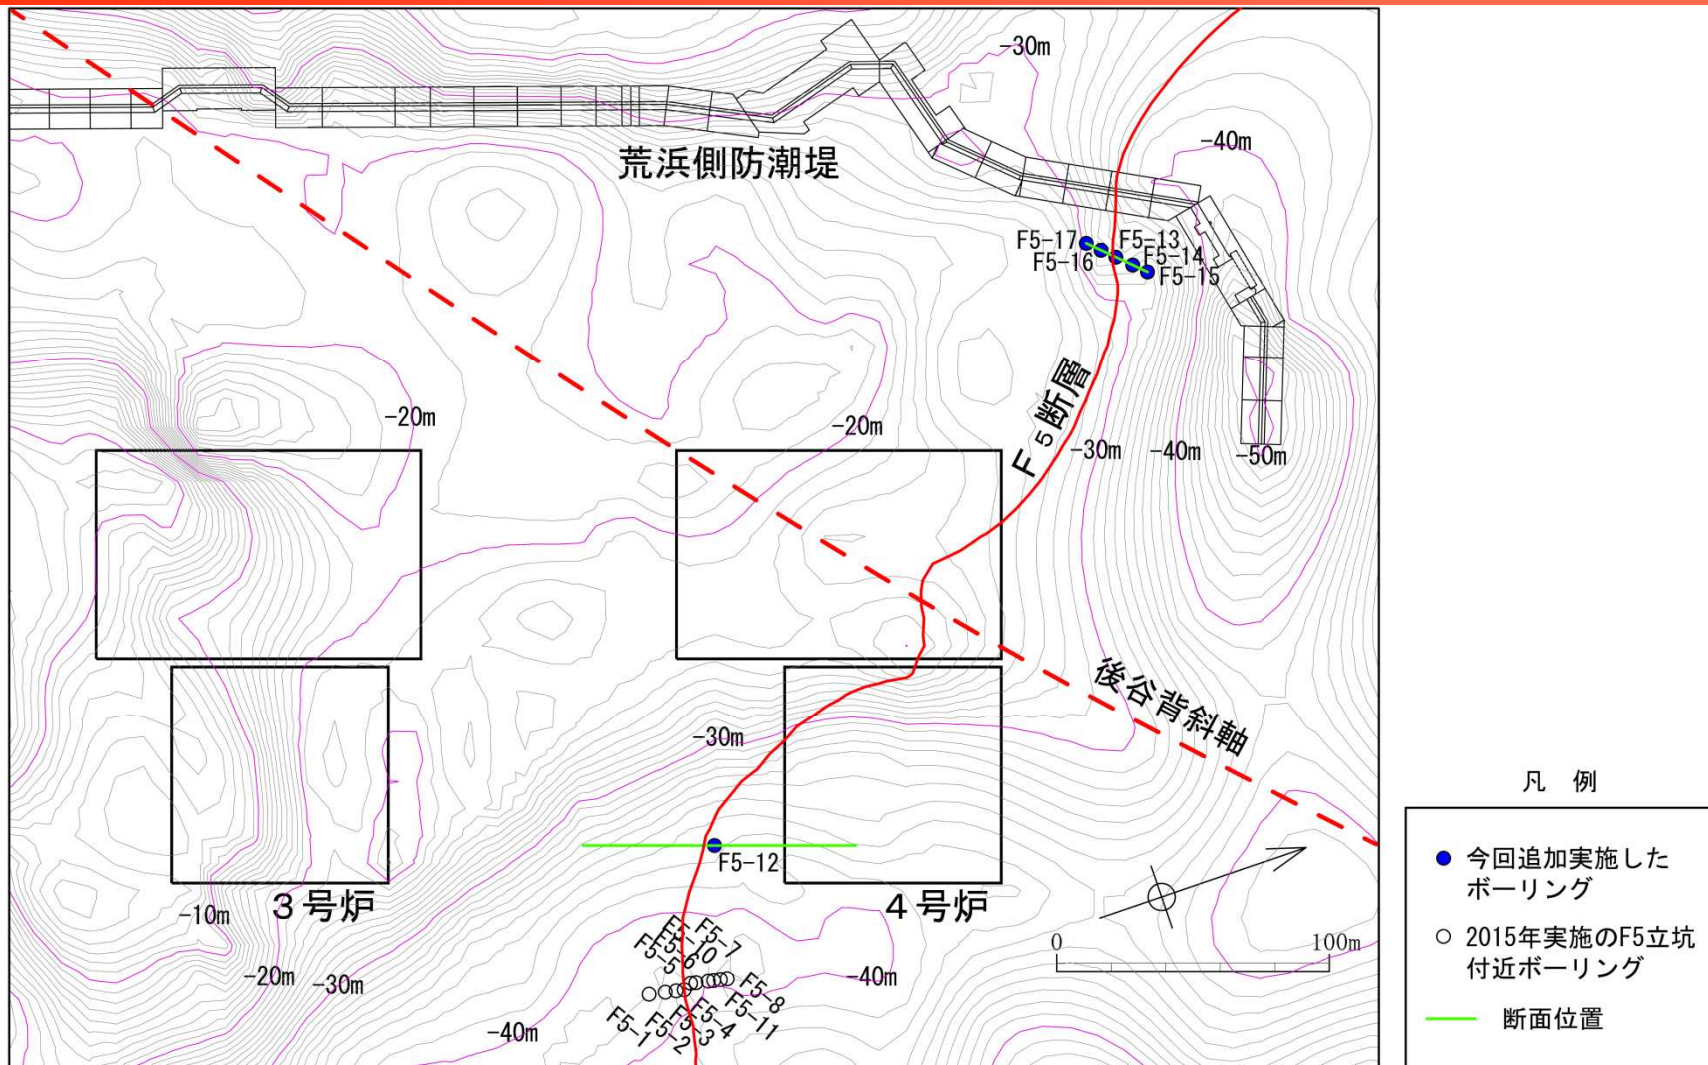 -30m
-40m
荒浜側防潮堤
F5-17
F5-13
F5-16
F5-14
F5-15
F5断層
-20m
-20m
-30m
-40m
-50m
後谷背斜軸
-30m
F5-12
3号炉
4号炉
-10m
-20m
-30m
-40m
-40m
F5-7
F5-10
F5-6
F5-5
F5-8
F5-11
F5-4
F5-3
F5-2
F5-1
0
100m
凡 例
今回追加実施した
ボーリング
2015年実施のF5立坑
付近ボーリング
断面位置